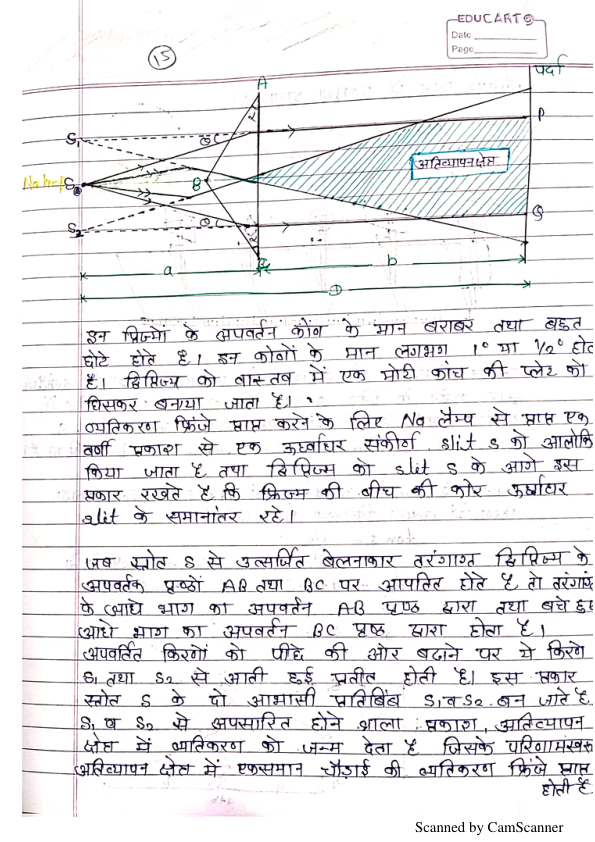 EDUCART
Date
Page
15
पर्दा
A
S₁
θ
α
P
अतिव्यापन क्षेत्र
S
B
S₂
θ
α
Q
a
b
D
इन प्रिज्मों के अपवर्तन कोण के मान बराबर तथा बहुत
छोटे होते है। इन कोणों के मान लगभग 1° या 1/2° होते
है। द्विप्रिज्म को वास्तव में एक मोटी कांच की प्लेट को
घिसकर बनाया जाता है।
व्यतिकरण फ्रिंजे प्राप्त करने के लिए Na लैम्प से प्राप्त एक
वर्णी प्रकाश से एक ऊर्ध्वाधर संकीर्ण slit S को आलोकि
किया जाता है तथा द्विप्रिज्म को slit S के आगे इस
प्रकार रखते है कि प्रिज्म की बीच की कोर ऊर्ध्वाधर
slit के समानांतर रहे।
जब स्रोत S से उत्सर्जित बेलनाकार तरंगाग्र द्विप्रिज्म के
अपवर्तक पृष्ठों AB तथा BC पर आपतित होते है तो तरंगाग्र
के आधे भाग का अपवर्तन AB पृष्ठ द्वारा तथा बचे हुए
आधे भाग का अपवर्तन BC पृष्ठ द्वारा होता है।
अपवर्तित किरणों को पीछे की ओर बढाने पर ये किरणे
S₁ तथा S₂ से आती हुई प्रतीत होती है। इस प्रकार
स्रोत S के दो आभासी प्रतिबिंब S₁ व S₂ बन जाते है
S₁ व S₂ से अपसारित होने वाला प्रकाश, अतिव्यापन
क्षेत्र में व्यतिकरण को जन्म देता है जिसके परिणामस्वरू
अतिव्यापन क्षेत्र में एकसमान चौड़ाई की व्यतिकरण फ्रिंजे प्राप्त
होती है
Scanned by CamScanner